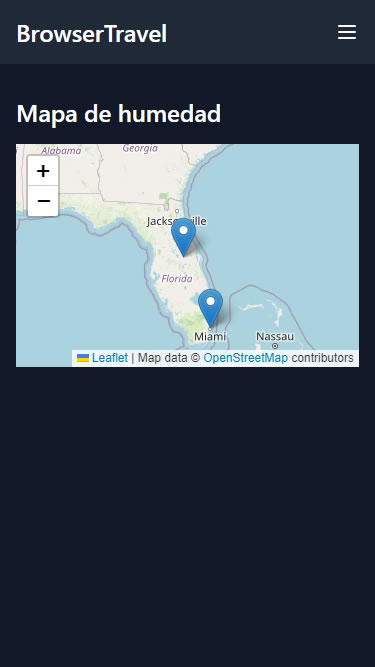 BrowserTravel
Mapa de humedad
Alabama
Georgia
+
−
Jacksonville
Florida
Miami
Nassau
Leaflet | Map data © OpenStreetMap contributors